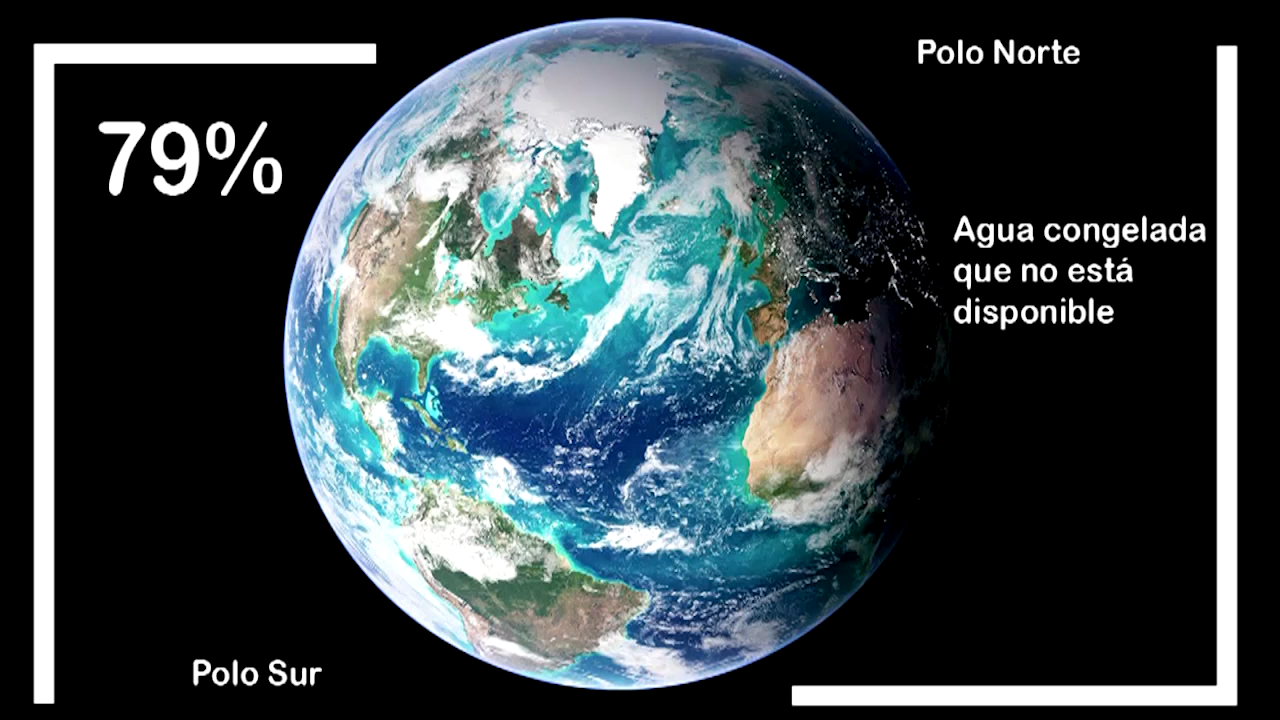 Polo Norte
79%
Agua congelada
que no está
disponible
Polo Sur